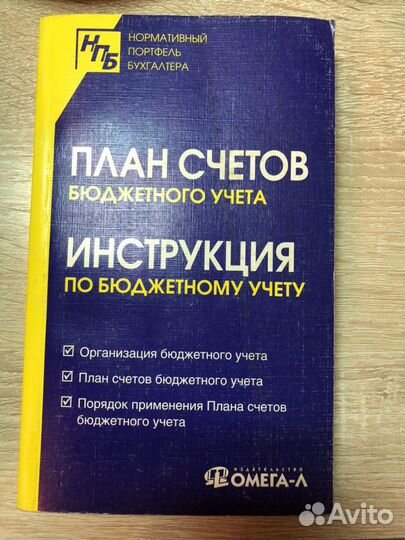 НПБ
НОРМАТИВНЫЙ
ПОРТФЕЛЬ
БУХГАЛТЕРА
ПЛАН СЧЕТОВ
БЮДЖЕТНОГО УЧЕТА
ИНСТРУКЦИЯ
ПО БЮДЖЕТНОМУ УЧЕТУ
Организация бюджетного учета
План счетов бюджетного учета
Порядок применения Плана счетов
бюджетного учета
ИЗДАТЕЛЬСТВО
ОМЕГА-Л
Avito